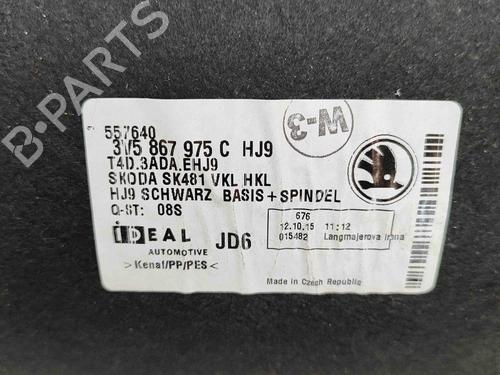 B-PARTS
W-3
557640
3V5 867 975 C HJ9
T4D.3ADA.EHJ9
SKODA SK481 VKL HKL
HJ9 SCHWARZ BASIS+SPINDEL
Q-ST: 08S
IDEAL
AUTOMOTIVE
JD6
>Kenaf/PP/PES<
676
12.10.15 11:12
015482 Langmajerova Irena
Made in Czech Republic